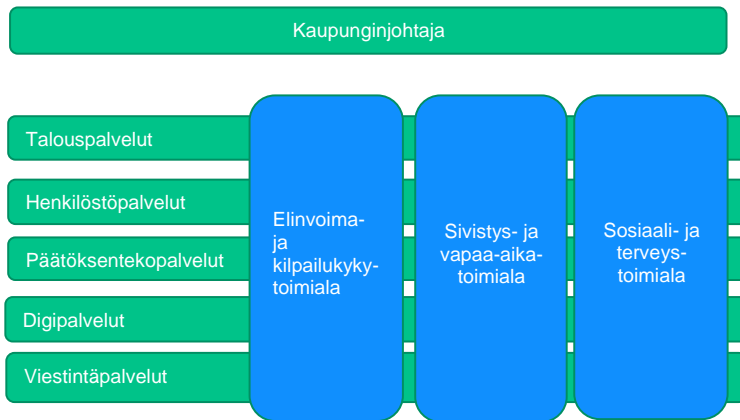 Kaupunginjohtaja
Talouspalvelut
Henkilöstöpalvelut
Päätöksentekopalvelut
Digipalvelut
Viestintäpalvelut
Elinvoima-
ja
kilpailukyky-
toimiala
Sivistys- ja
vapaa-aika-
toimiala
Sosiaali- ja
terveys-
toimiala